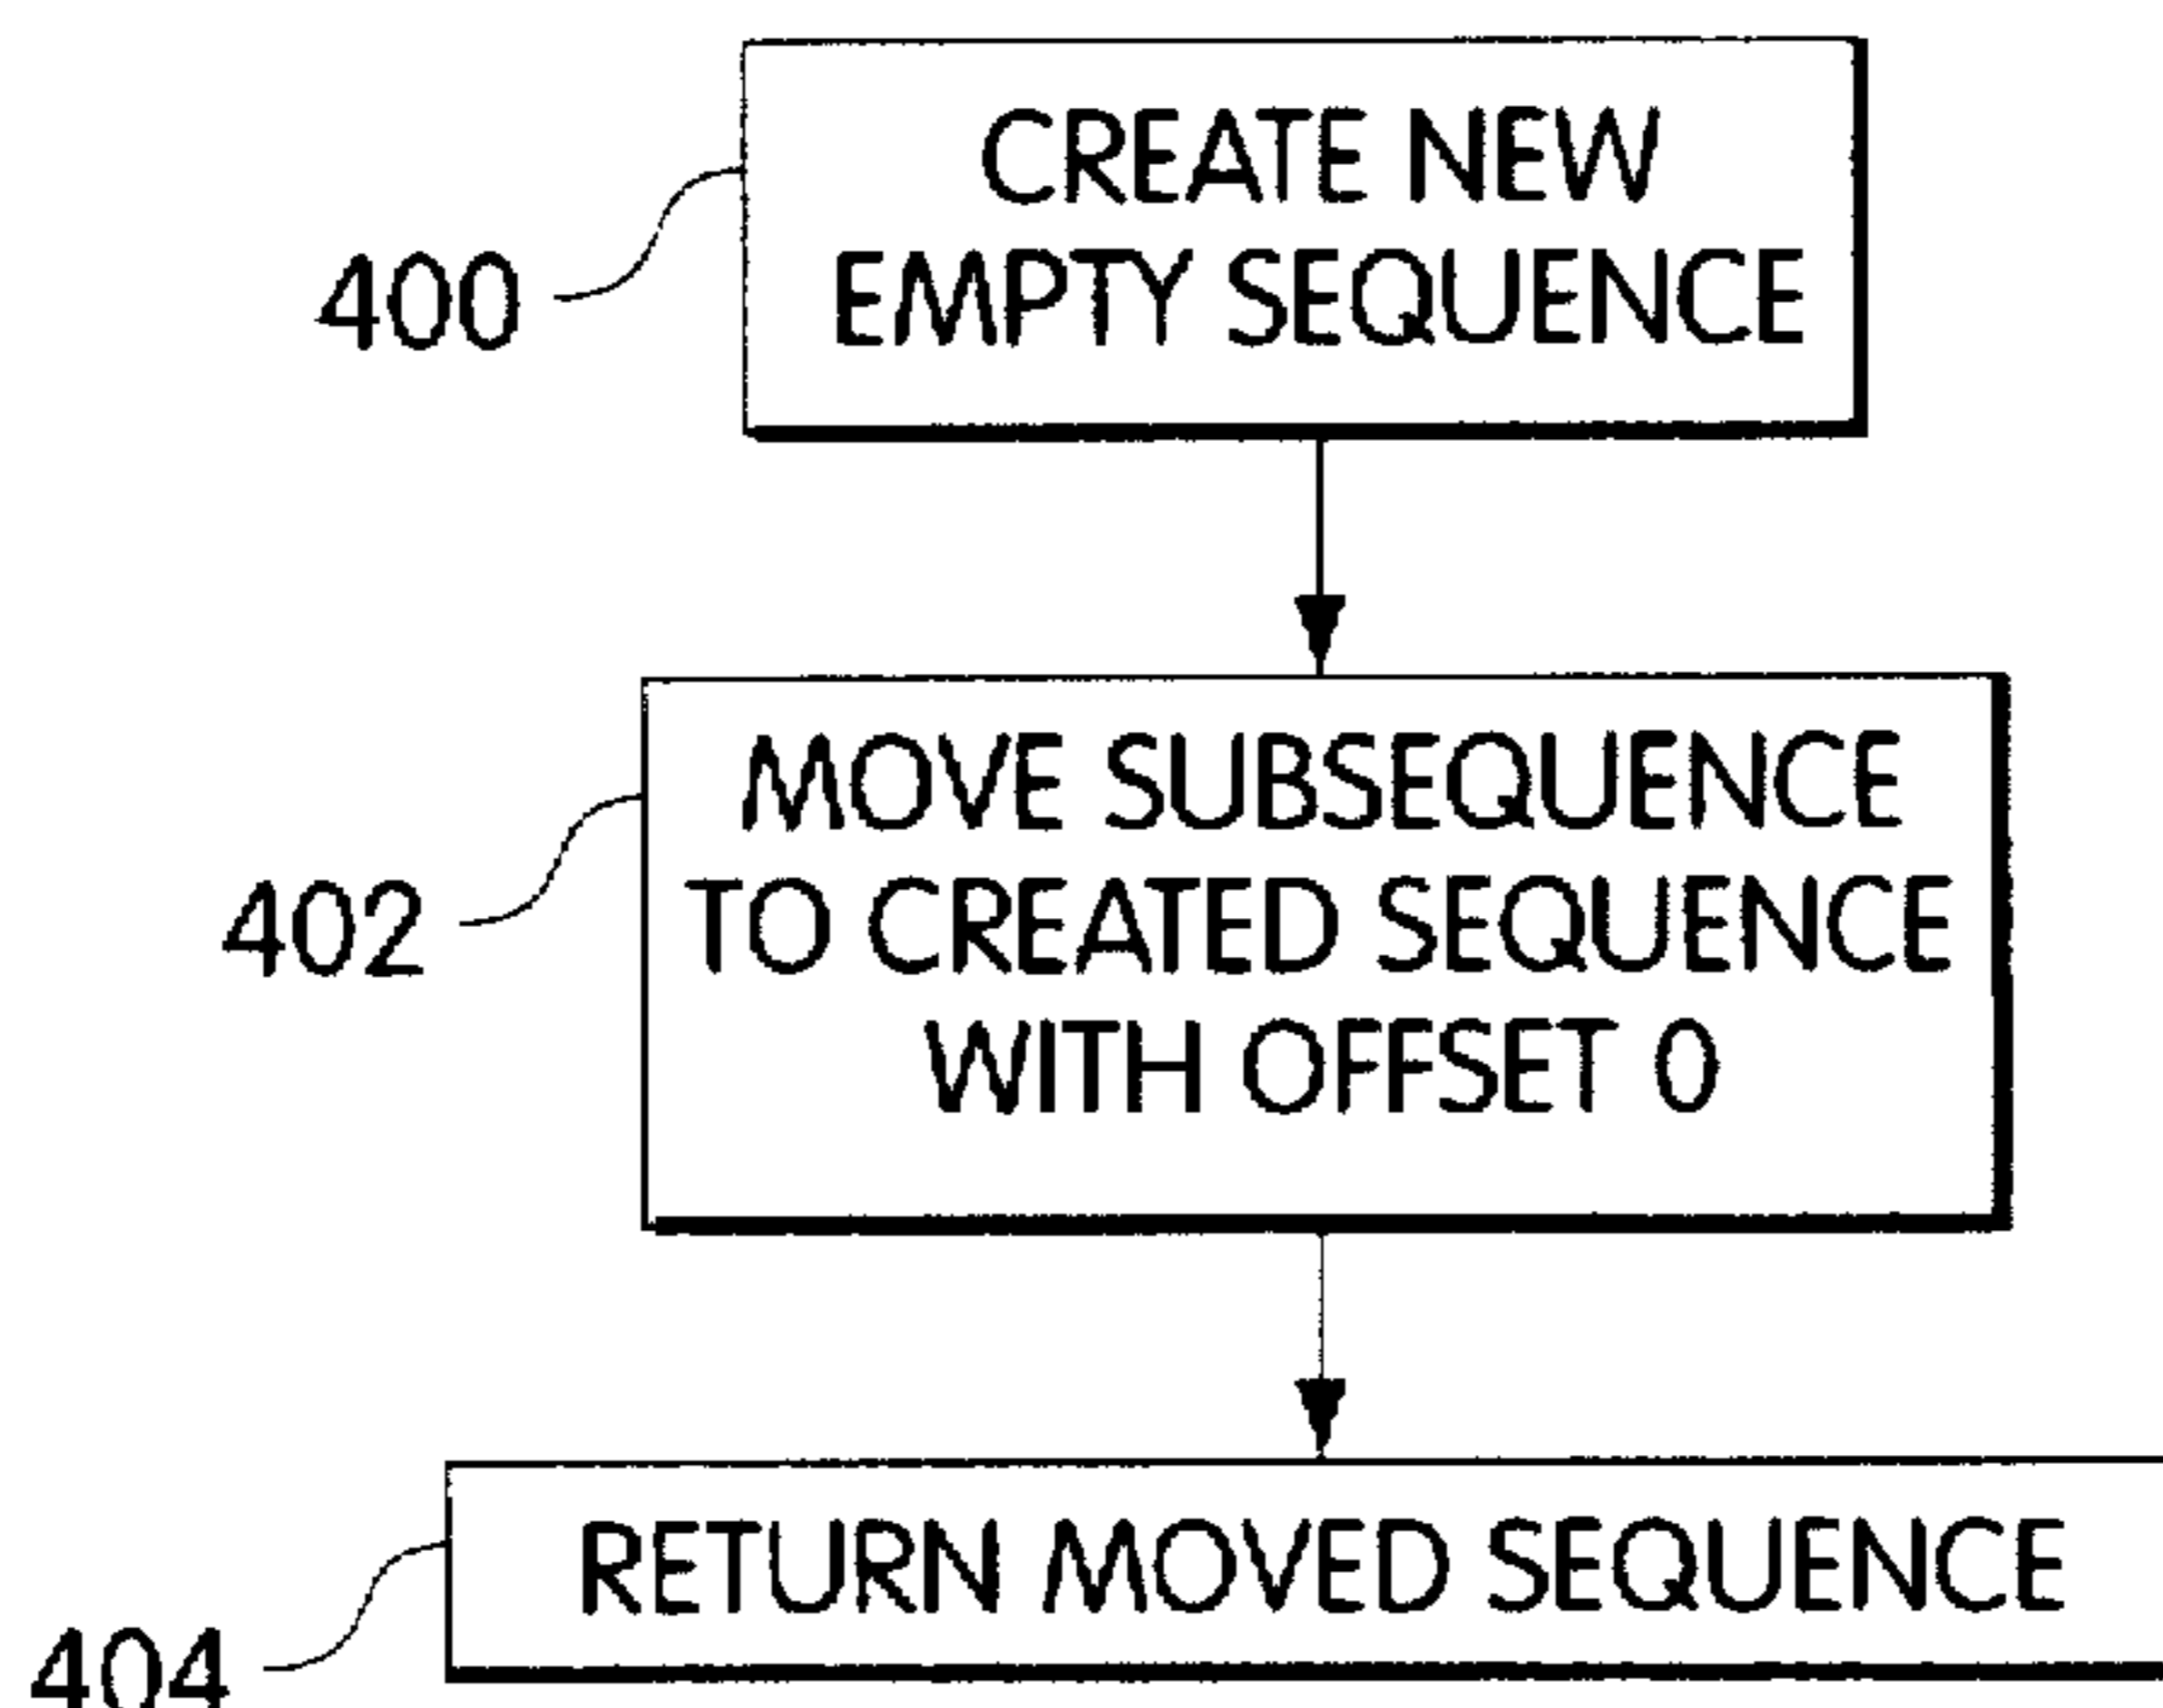 CREATE NEW
EMPTY SEQUENCE
400
MOVE SUBSEQUENCE
TO CREATED SEQUENCE
WITH OFFSET 0
402
RETURN MOVED SEQUENCE
404